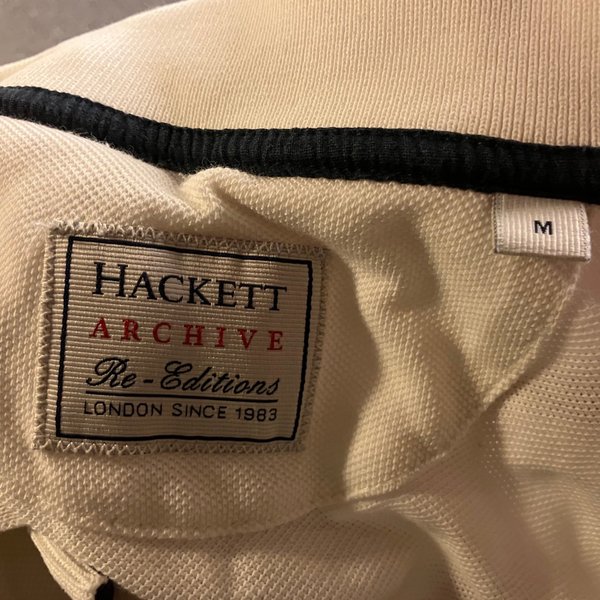 HACKETT
ARCHIVE
Re-Editions
LONDON SINCE 1983
M